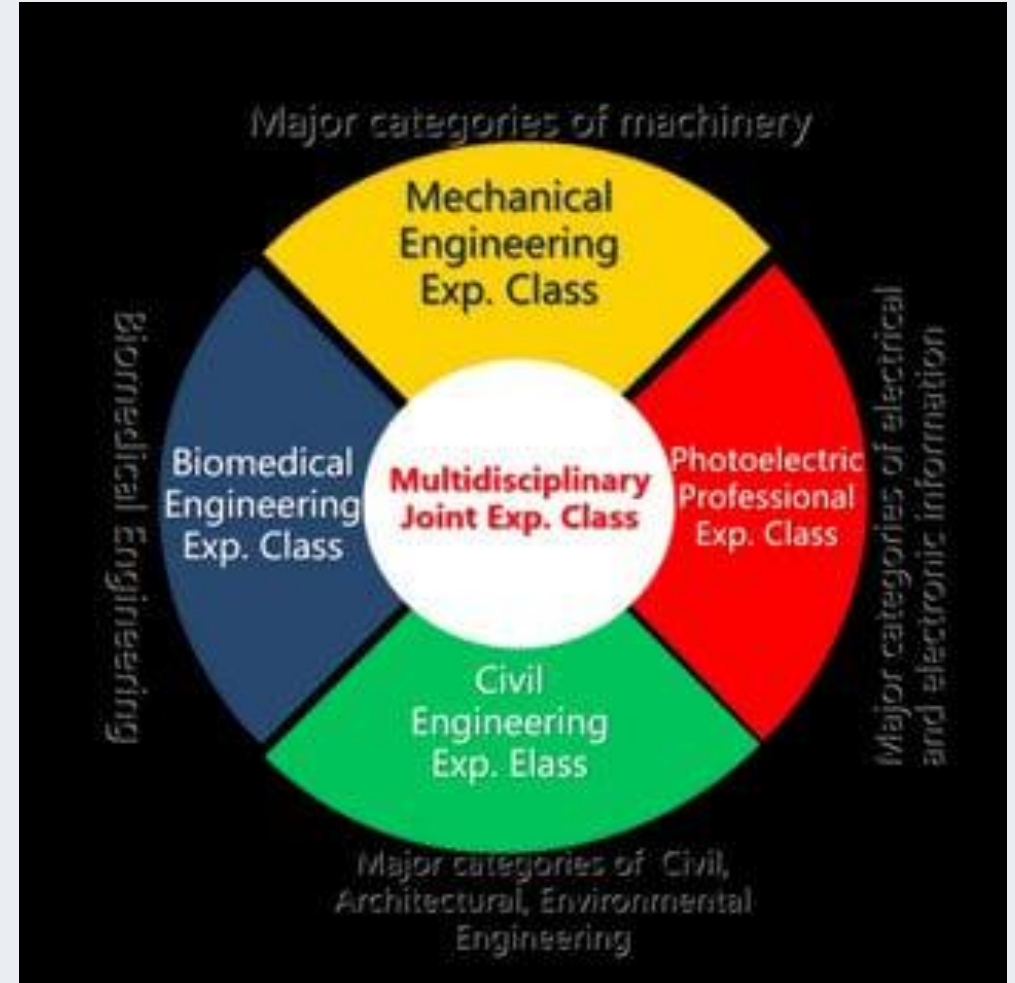 Major categories of machinery
Mechanical
Engineering
Exp. Class
Biomedical Engineering
Biomedical
Engineering
Exp. Class
Multidisciplinary
Joint Exp. Class
Photoelectric
Professional
Exp. Class
Major categories of electrical
and electronic information
Civil
Engineering
Exp. Elass
Major categories of Civil,
Architectural, Environmental
Engineering